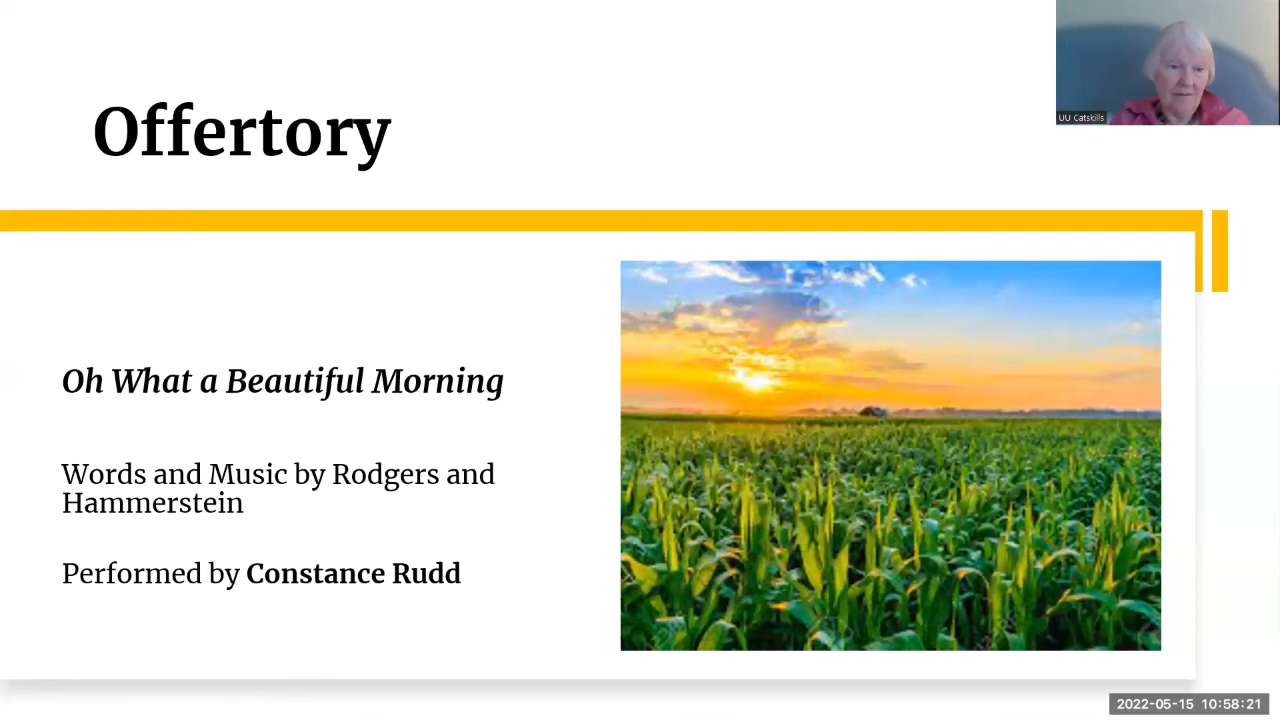 Offertory
UU Catskills
Oh What a Beautiful Morning
Words and Music by Rodgers and
Hammerstein
Performed by Constance Rudd
2022-05-15 10:58:21